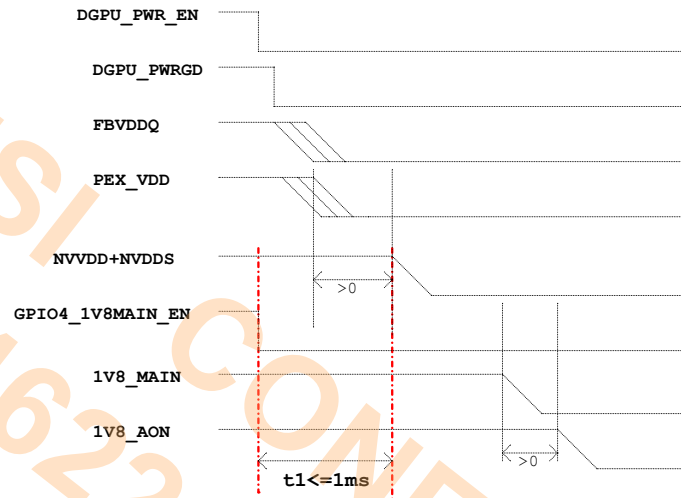 DGPU_PWR_EN
DGPU_PWRGD
FBVDDQ
PEX_VDD
NVVDD+NVDDS
>0
GPIO4_1V8MAIN_EN
1V8_MAIN
1V8_AON
>0
t1<=1ms